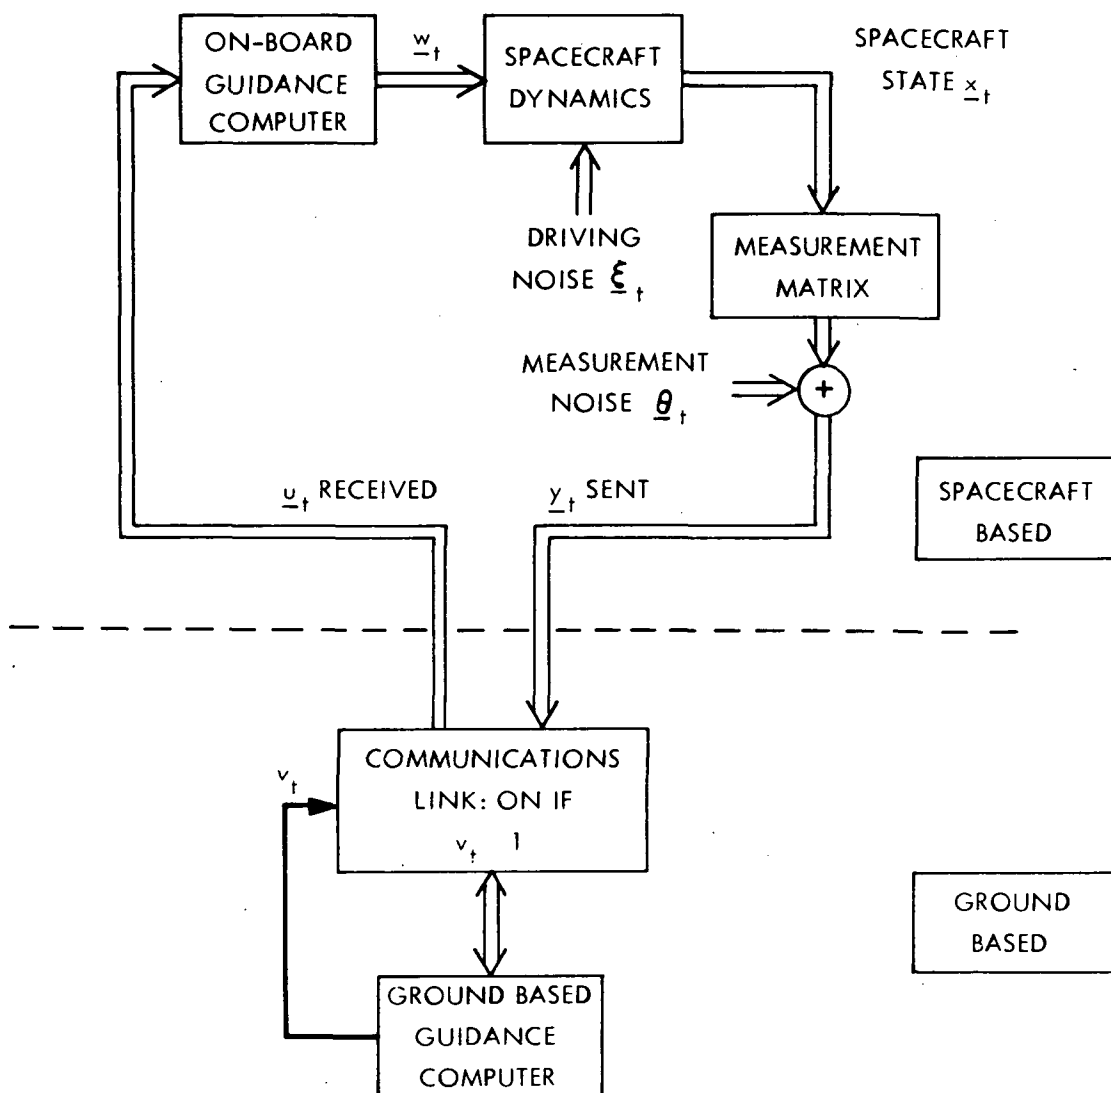 ON-BOARD
GUIDANCE
COMPUTER
w_t
SPACECRAFT
DYNAMICS
SPACECRAFT
STATE x_t
DRIVING
NOISE ξ_t
MEASUREMENT
MATRIX
MEASUREMENT
NOISE θ_t
+
u_t RECEIVED
y_t SENT
SPACECRAFT
BASED
COMMUNICATIONS
LINK: ON IF
v_t 1
v_t
GROUND
BASED
GROUND BASED
GUIDANCE
COMPUTER